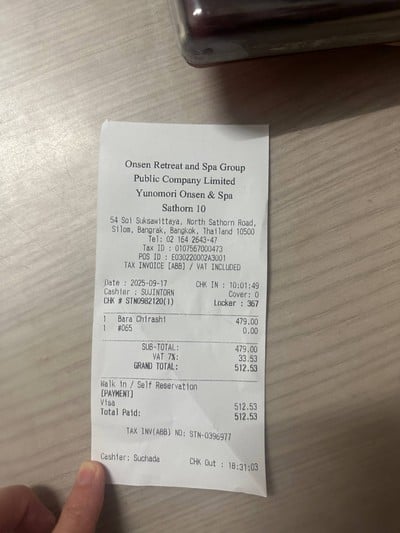 Onsen Retreat and Spa Group
Public Company Limited
Yunomori Onsen & Spa
Sathorn 10
54 Soi Suksawittaya, North Sathorn Road,
Silom, Bangrak, Bangkok, Thailand 10500
Tel: 02 164 2643-47
Tax ID : 0107567000473
POS ID : E030220002A3U01
TAX INVOICE [ABB] / VAT INCLUDED
Date : 2025-09-17 CHK IN : 10:01:49
Cashier : SUJINTORN Cover: 0
CHK # STN0982120(1) Locker : 367
1 Bara Chirashi 479.00
1 #065 0.00
SUB-TOTAL: 479.00
VAT 7%: 33.53
GRAND TOTAL: 512.53
Walk in / Self Reservation
[PAYMENT]
Visa 512.53
Total Paid: 512.53
TAX INV(ABB) NO: STN-0396977
Cashier: Suchada CHK Out : 18:31:03